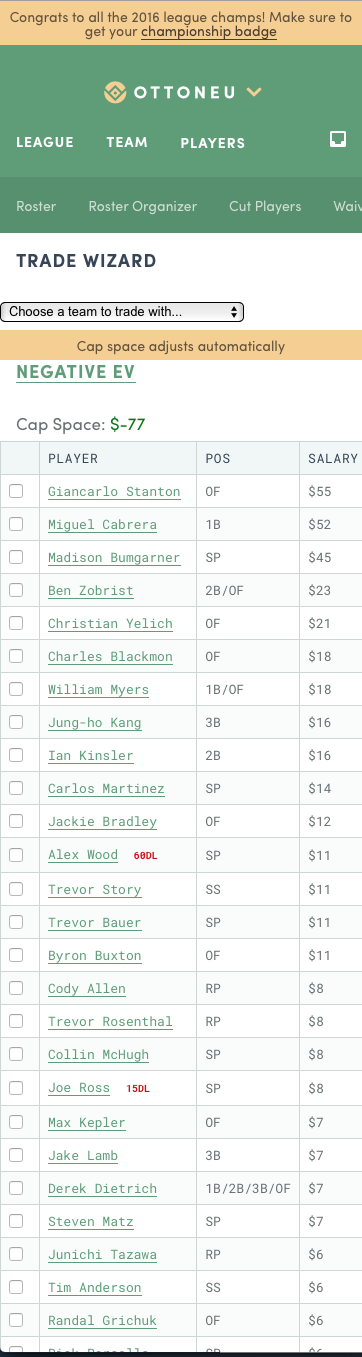 Congrats to all the 2016 league champs! Make sure to
get your championship badge
OTTONEU
LEAGUE TEAM PLAYERS
Roster Roster Organizer Cut Players Waiv
TRADE WIZARD
Choose a team to trade with...
Cap space adjusts automatically
NEGATIVE EV
Cap Space: $-77
PLAYER POS SALARY
Giancarlo Stanton OF $55
Miguel Cabrera 1B $52
Madison Bumgarner SP $45
Ben Zobrist 2B/OF $23
Christian Yelich OF $21
Charles Blackmon OF $18
William Myers 1B/OF $18
Jung-ho Kang 3B $16
Ian Kinsler 2B $16
Carlos Martinez SP $14
Jackie Bradley OF $12
Alex Wood 60DL SP $11
Trevor Story SS $11
Trevor Bauer SP $11
Byron Buxton OF $11
Cody Allen RP $8
Trevor Rosenthal RP $8
Collin McHugh SP $8
Joe Ross 15DL SP $8
Max Kepler OF $7
Jake Lamb 3B $7
Derek Dietrich 1B/2B/3B/OF $7
Steven Matz SP $7
Junichi Tazawa RP $6
Tim Anderson SS $6
Randal Grichuk OF $6